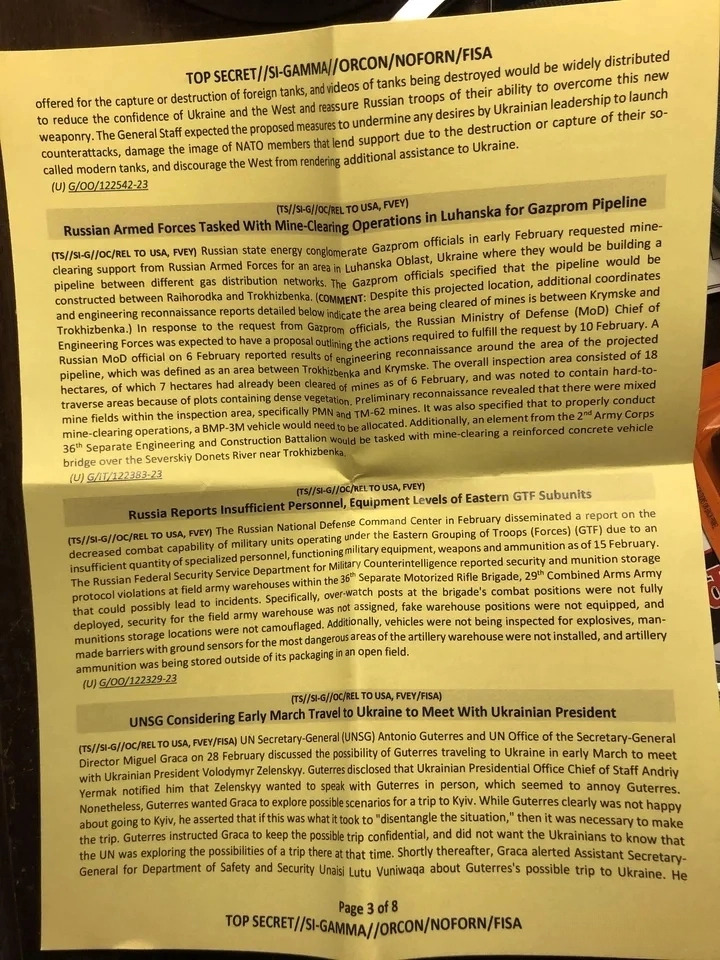 TOP SECRET//SI-GAMMA//ORCON/NOFORN/FISA
offered for the capture or destruction of foreign tanks, and videos of tanks being destroyed would be widely distributed
to reduce the confidence of Ukraine and the West and reassure Russian troops of their ability to overcome this new
weaponry. The General Staff expected the proposed measures to undermine any desires by Ukrainian leadership to launch
counterattacks, damage the image of NATO members that lend support due to the destruction or capture of their so-
called modern tanks, and discourage the West from rendering additional assistance to Ukraine.
(U) G/OO/122542-23
(TS//SI-G//OC/REL TO USA, FVEY)
Russian Armed Forces Tasked With Mine-Clearing Operations in Luhanska for Gazprom Pipeline
(TS//SI-G//OC/REL TO USA, FVEY) Russian state energy conglomerate Gazprom officials in early February requested mine-
clearing support from Russian Armed Forces for an area in Luhanska Oblast, Ukraine where they would be building a
pipeline between different gas distribution networks. The Gazprom officials specified that the pipeline would be
constructed between Raihorodka and Trokhizbenka. (COMMENT: Despite this projected location, additional coordinates
and engineering reconnaissance reports detailed below indicate the area being cleared of mines is between Krymske and
Trokhizbenka.) In response to the request from Gazprom officials, the Russian Ministry of Defense (MoD) Chief of
Engineering Forces was expected to have a proposal outlining the actions required to fulfill the request by 10 February. A
Russian MoD official on 6 February reported results of engineering reconnaissance around the area of the projected
pipeline, which was defined as an area between Trokhizbenka and Krymske. The overall inspection area consisted of 18
hectares, of which 7 hectares had already been cleared of mines as of 6 February, and was noted to contain hard-to-
traverse areas because of plots containing dense vegetation. Preliminary reconnaissance revealed that there were mixed
mine fields within the inspection area, specifically PMN and TM-62 mines. It was also specified that to properly conduct
mine-clearing operations, a BMP-3M vehicle would need to be allocated. Additionally, an element from the 2nd Army Corps
36th Separate Engineering and Construction Battalion would be tasked with mine-clearing a reinforced concrete vehicle
bridge over the Severskiy Donets River near Trokhizbenka.
(U) G/IT/122383-23
(TS//SI-G//OC/REL TO USA, FVEY)
Russia Reports Insufficient Personnel, Equipment Levels of Eastern GTF Subunits
(TS//SI-G//OC/REL TO USA, FVEY) The Russian National Defense Command Center in February disseminated a report on the
decreased combat capability of military units operating under the Eastern Grouping of Troops (Forces) (GTF) due to an
insufficient quantity of specialized personnel, functioning military equipment, weapons and ammunition as of 15 February.
The Russian Federal Security Service Department for Military Counterintelligence reported security and munition storage
protocol violations at field army warehouses within the 36th Separate Motorized Rifle Brigade, 29th Combined Arms Army
that could possibly lead to incidents. Specifically, over-watch posts at the brigade's combat positions were not fully
deployed, security for the field army warehouse was not assigned, fake warehouse positions were not equipped, and
munitions storage locations were not camouflaged. Additionally, vehicles were not being inspected for explosives, man-
made barriers with ground sensors for the most dangerous areas of the artillery warehouse were not installed, and artillery
ammunition was being stored outside of its packaging in an open field.
(U) G/OO/122329-23
(TS//SI-G//OC/REL TO USA, FVEY/FISA)
UNSG Considering Early March Travel to Ukraine to Meet With Ukrainian President
(TS//SI-G//OC/REL TO USA, FVEY/FISA) UN Secretary-General (UNSG) Antonio Guterres and UN Office of the Secretary-General
Director Miguel Graca on 28 February discussed the possibility of Guterres traveling to Ukraine in early March to meet
with Ukrainian President Volodymyr Zelenskyy. Guterres disclosed that Ukrainian Presidential Office Chief of Staff Andriy
Yermak notified him that Zelenskyy wanted to speak with Guterres in person, which seemed to annoy Guterres.
Nonetheless, Guterres wanted Graca to explore possible scenarios for a trip to Kyiv. While Guterres clearly was not happy
about going to Kyiv, he asserted that if this was what it took to "disentangle the situation," then it was necessary to make
the trip. Guterres instructed Graca to keep the possible trip confidential, and did not want the Ukrainians to know that
the UN was exploring the possibilities of a trip there at that time. Shortly thereafter, Graca alerted Assistant Secretary-
General for Department of Safety and Security Unaisi Lutu Vuniwaqa about Guterres's possible trip to Ukraine. He
Page 3 of 8
TOP SECRET//SI-GAMMA//ORCON/NOFORN/FISA